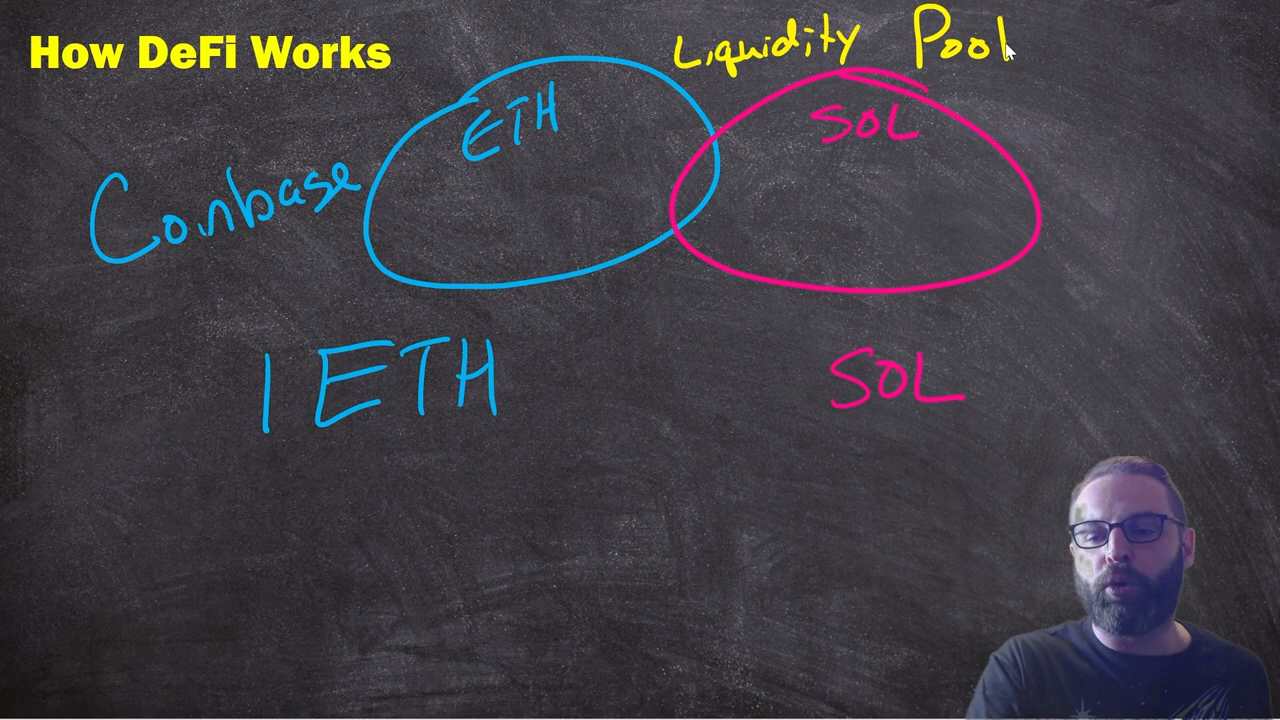 How DeFi Works
Liquidity Pool
ETH
SOL
Coinbase
1 ETH
SOL